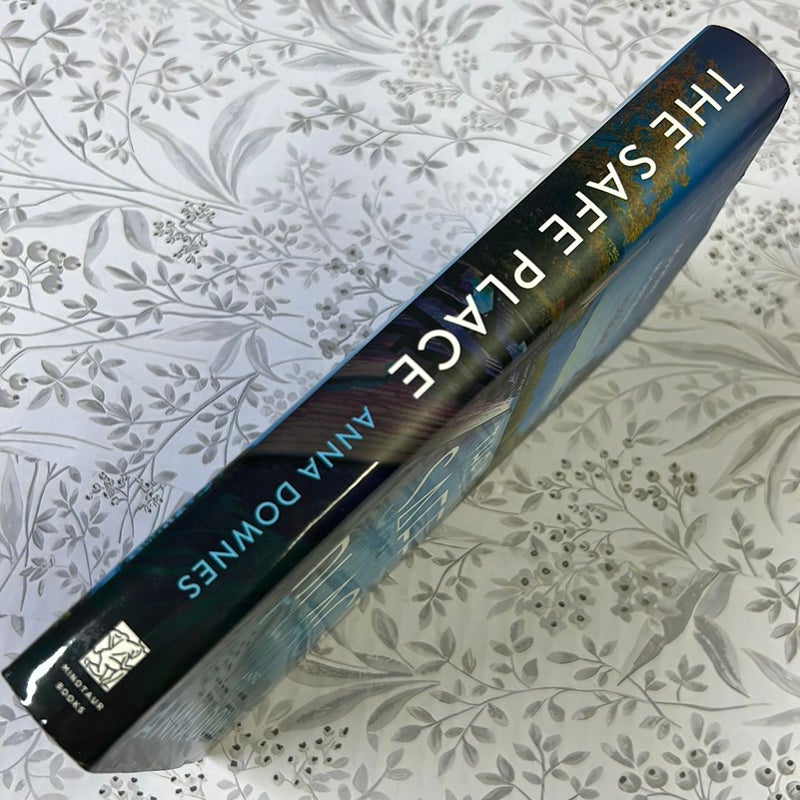 THE SAFE PLACE
ANNA DOWNES
MINOTAUR
BOOKS